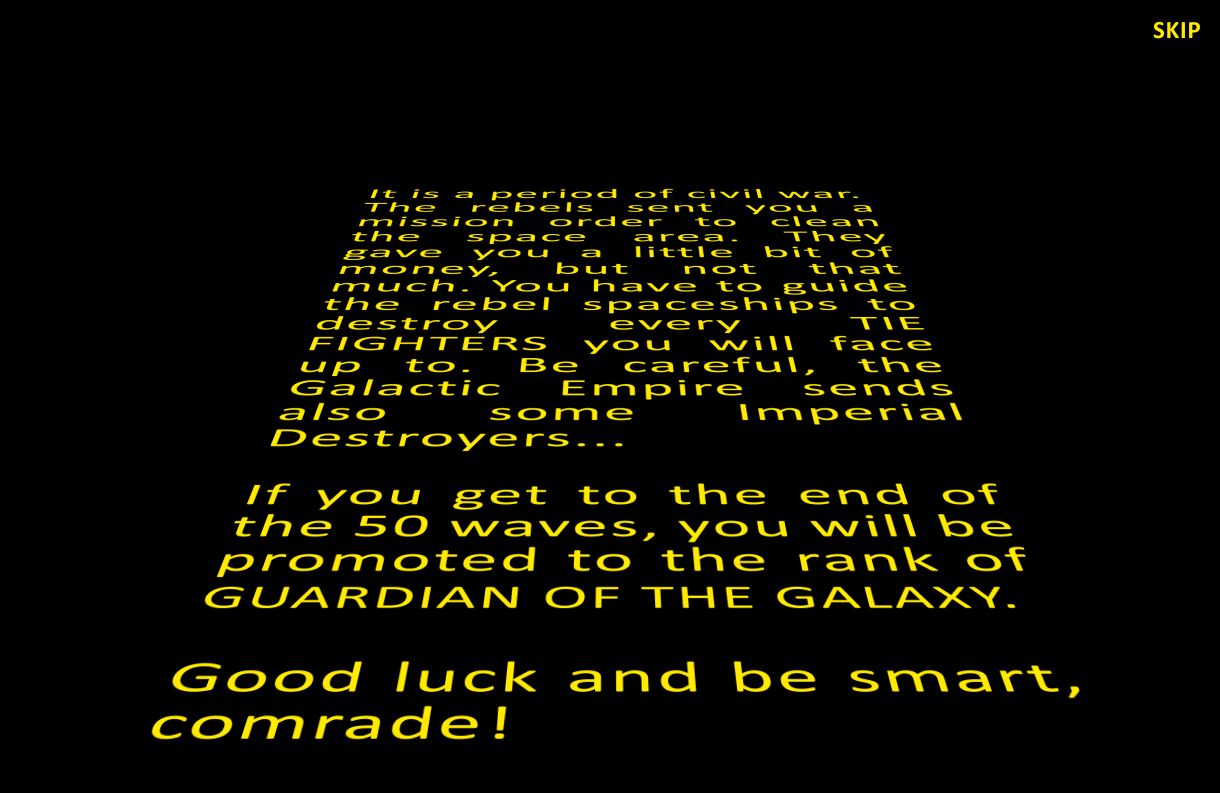 SKIP
It is a period of civil war.
The rebels sent you a
mission order to clean
the space area. They
gave you a little bit of
money, but not that
much. You have to guide
the rebel spaceships to
destroy every TIE
FIGHTERS you will face
up to. Be careful, the
Galactic Empire sends
also some Imperial
Destroyers...
If you get to the end of
the 50 waves, you will be
promoted to the rank of
GUARDIAN OF THE GALAXY.
Good luck and be smart,
comrade!